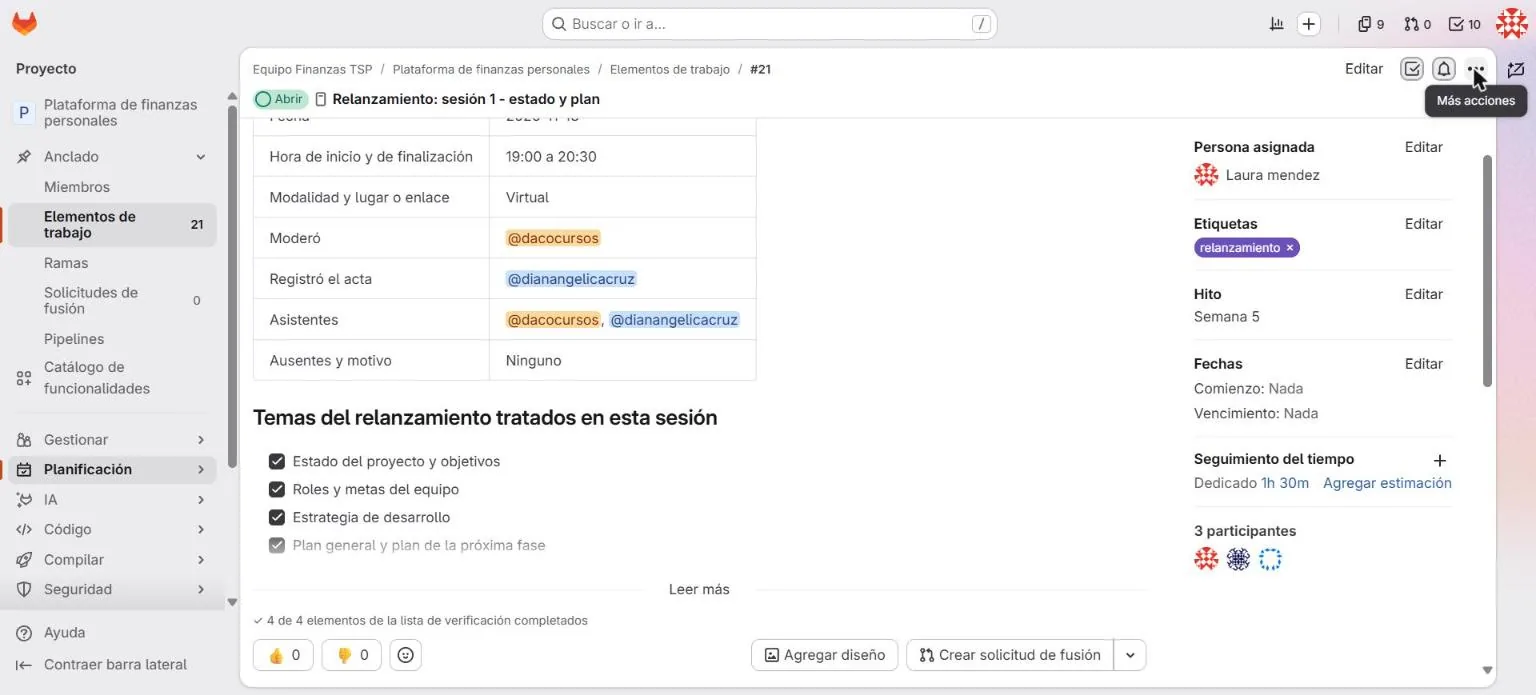 Buscar o ir a...
/
9
0
10
Proyecto
P
Plataforma de finanzas
personales
Anclado
Miembros
Elementos de
trabajo
21
Ramas
Solicitudes de
fusión
0
Pipelines
Catálogo de
funcionalidades
Gestionar
Planificación
IA
Código
Compilar
Seguridad
Ayuda
Contraer barra lateral
Equipo Finanzas TSP / Plataforma de finanzas personales / Elementos de trabajo / #21
Editar
Abrir
Relanzamiento: sesión 1 - estado y plan
Más acciones
Hora de inicio y de finalización
19:00 a 20:30
Modalidad y lugar o enlace
Virtual
Moderó
@dacocursos
Registró el acta
@dianangelicacruz
Asistentes
@dacocursos, @dianangelicacruz
Ausentes y motivo
Ninguno
Temas del relanzamiento tratados en esta sesión
Estado del proyecto y objetivos
Roles y metas del equipo
Estrategia de desarrollo
Plan general y plan de la próxima fase
Leer más
4 de 4 elementos de la lista de verificación completados
0
0
Agregar diseño
Crear solicitud de fusión
Persona asignada
Editar
Laura mendez
Etiquetas
Editar
relanzamiento ×
Hito
Editar
Semana 5
Fechas
Editar
Comienzo: Nada
Vencimiento: Nada
Seguimiento del tiempo
+
Dedicado 1h 30m Agregar estimación
3 participantes